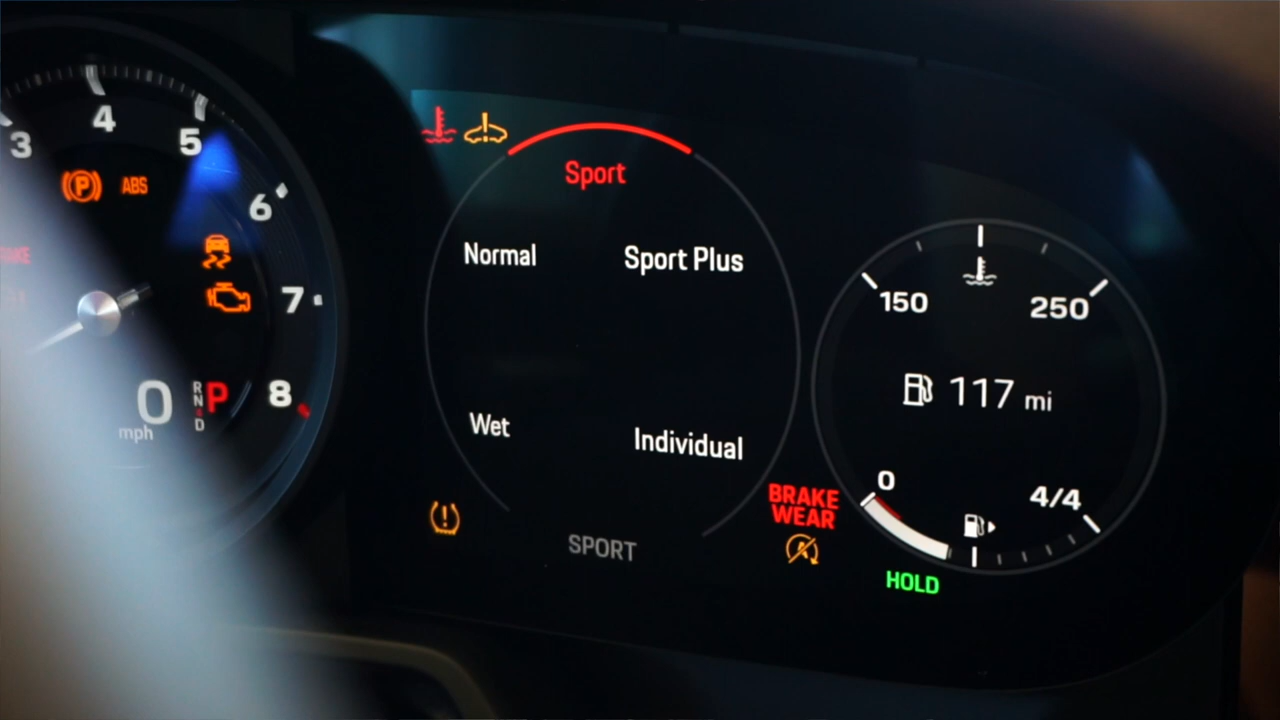 3
4
5
6
7
8
P
ABS
0
mph
R
N
D
P
Sport
Normal
Sport Plus
Wet
Individual
SPORT
BRAKE
WEAR
A
HOLD
150
250
117 mi
0
4/4